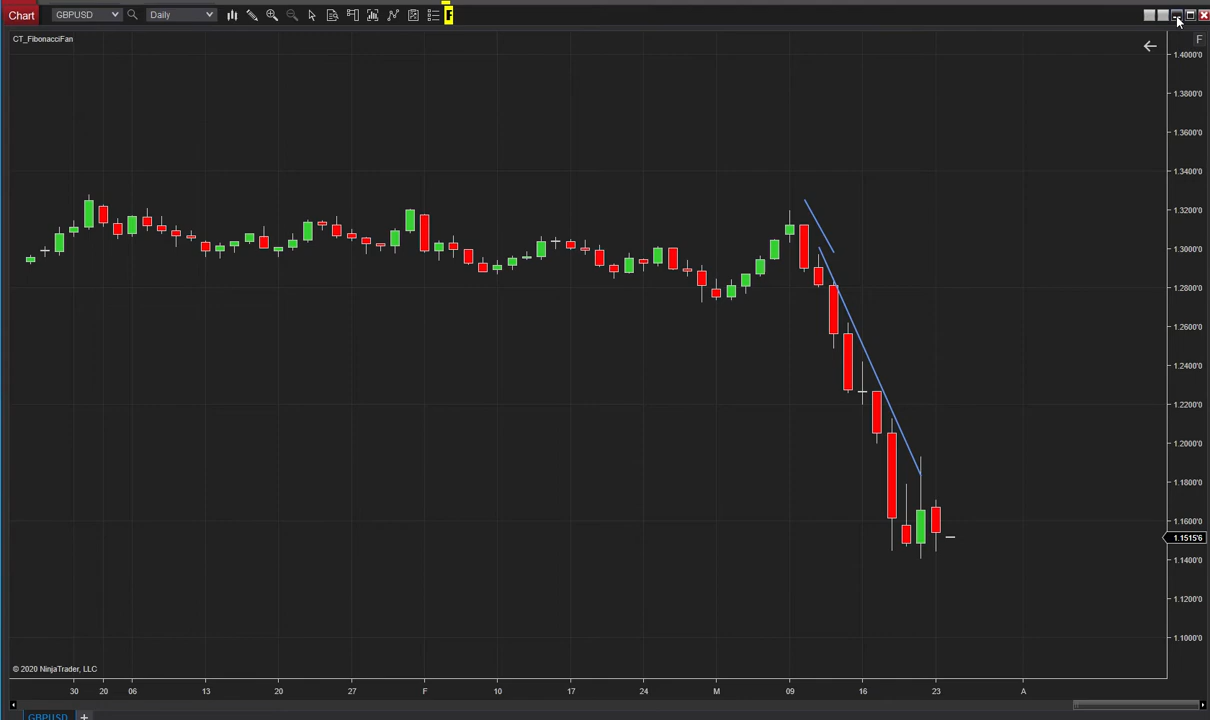 Chart GBPUSD Daily F
CT_FibonacciFan
F
1.4000'0
1.3800'0
1.3600'0
1.3400'0
1.3200'0
1.3000'0
1.2800'0
1.2600'0
1.2400'0
1.2200'0
1.2000'0
1.1800'0
1.1600'0
1.1515'6
1.1400'0
1.1200'0
1.1000'0
© 2020 NinjaTrader, LLC
30 20 06 13 20 27 F 10 17 24 M 09 16 23 A
GBPUSD +